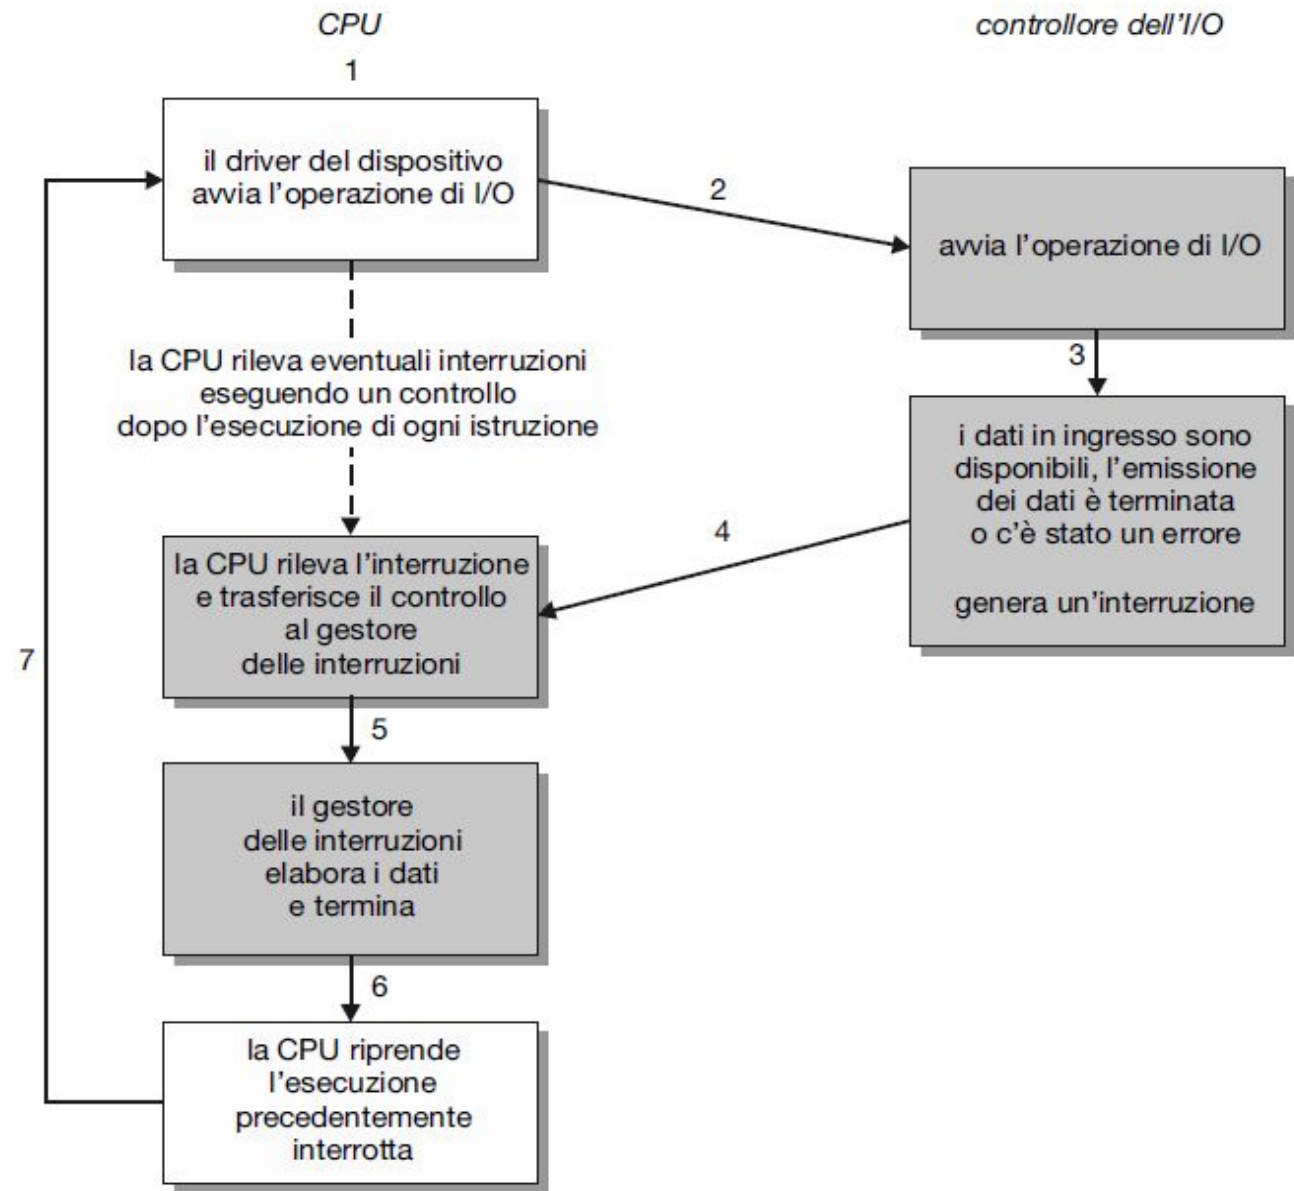 CPU
controllore dell'I/O
1
il driver del dispositivo
avvia l'operazione di I/O
2
avvia l'operazione di I/O
la CPU rileva eventuali interruzioni
eseguendo un controllo
dopo l'esecuzione di ogni istruzione
3
i dati in ingresso sono
disponibili, l'emissione
dei dati è terminata
o c'è stato un errore
genera un'interruzione
4
la CPU rileva l'interruzione
e trasferisce il controllo
al gestore
delle interruzioni
7
5
il gestore
delle interruzioni
elabora i dati
e termina
6
la CPU riprende
l'esecuzione
precedentemente
interrotta